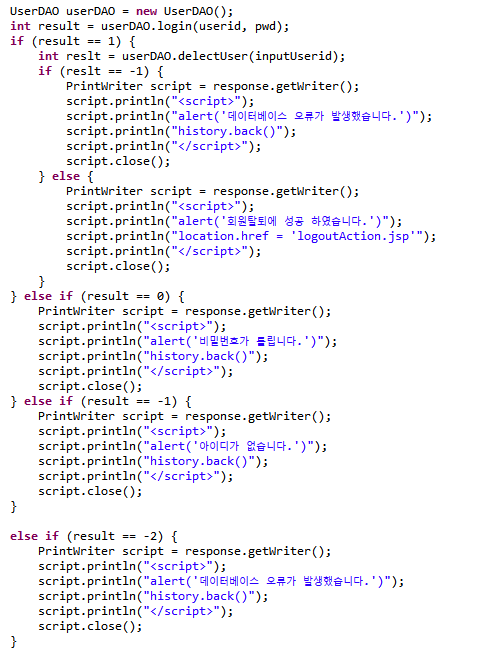 UserDAO userDAO = new UserDAO();
int result = userDAO.login(userid, pwd);
if (result == 1) {
    int reslt = userDAO.delectUser(inputUserid);
    if (reslt == -1) {
        PrintWriter script = response.getWriter();
        script.println("<script>");
        script.println("alert('데이터베이스 오류가 발생했습니다.')");
        script.println("history.back()");
        script.println("</script>");
        script.close();
    } else {
        PrintWriter script = response.getWriter();
        script.println("<script>");
        script.println("alert('회원탈퇴에 성공 하였습니다.')");
        script.println("location.href = 'logoutAction.jsp'");
        script.println("</script>");
        script.close();
    }
} else if (result == 0) {
    PrintWriter script = response.getWriter();
    script.println("<script>");
    script.println("alert('비밀번호가 틀립니다.')");
    script.println("history.back()");
    script.println("</script>");
    script.close();
} else if (result == -1) {
    PrintWriter script = response.getWriter();
    script.println("<script>");
    script.println("alert('아이디가 없습니다.')");
    script.println("history.back()");
    script.println("</script>");
    script.close();
}
else if (result == -2) {
    PrintWriter script = response.getWriter();
    script.println("<script>");
    script.println("alert('데이터베이스 오류가 발생했습니다.')");
    script.println("history.back()");
    script.println("</script>");
    script.close();
}